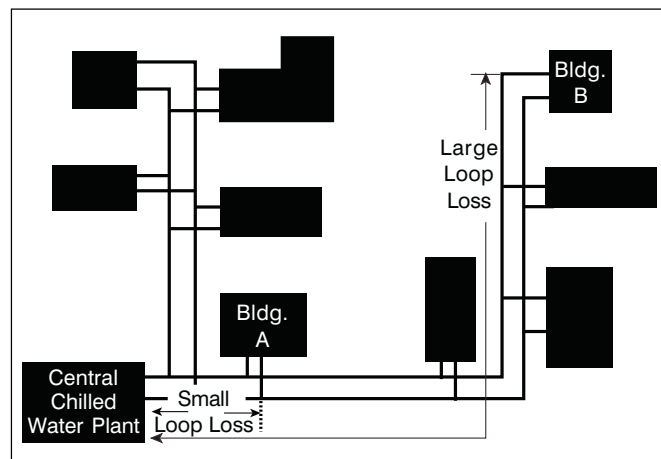 Bldg.
B
Large
Loop
Loss
Bldg.
A
Central
Chilled
Water Plant
Small
Loop Loss